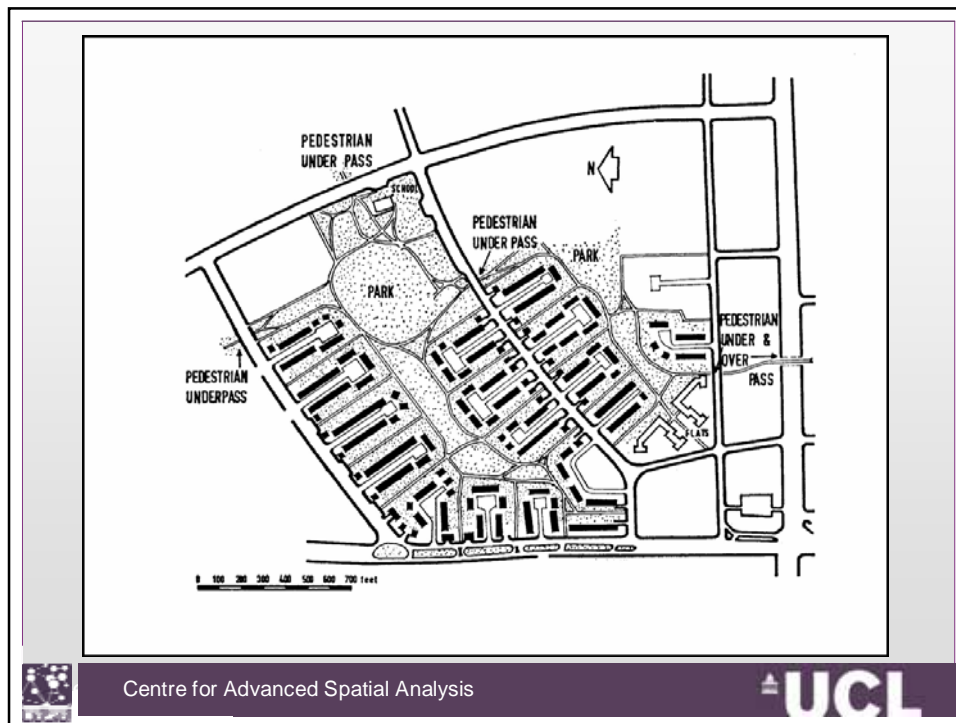 PEDESTRIAN
UNDER PASS
SCHOOL
N
PEDESTRIAN
UNDER PASS
PARK
PARK
PEDESTRIAN
UNDER &
OVER
PASS
PEDESTRIAN
UNDERPASS
FLATS
0 100 200 300 400 500 600 700 feet
Centre for Advanced Spatial Analysis
UCL